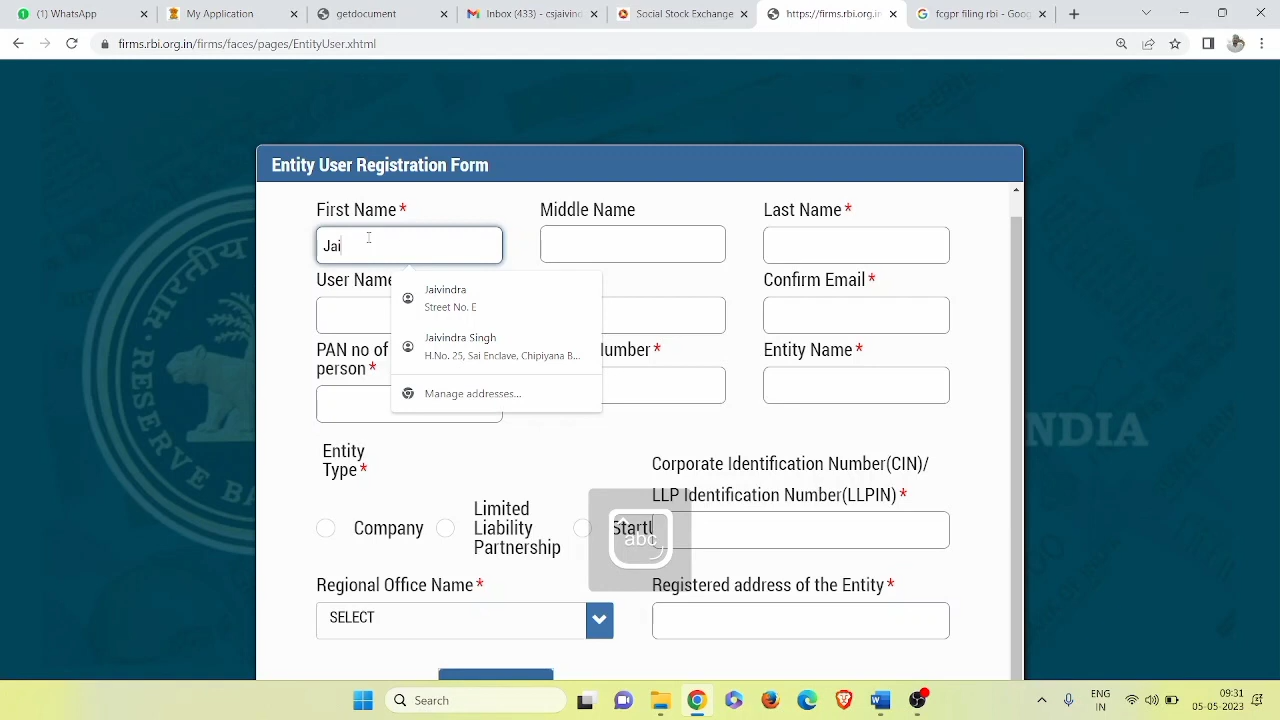 WhatsApp
My Application
getdocument
Inbox (433) - csjaivind
Social Stock Exchange
https://firms.rbi.org.in
fcgpr filing rbi - Goog
firms.rbi.org.in/firms/faces/pages/EntityUser.xhtml
Entity User Registration Form
First Name*
Middle Name
Last Name*
Jai
Jaivindra
Street No. E
Jaivindra Singh
H.No. 25, Sai Enclave, Chipiyana B...
Manage addresses...
User Name
Confirm Email*
PAN no of
person*
Number*
Entity Name*
Entity
Type*
Company
Limited
Liability
Partnership
Corporate Identification Number(CIN)/
LLP Identification Number(LLPIN)*
abc
Regional Office Name*
SELECT
Registered address of the Entity*
INDIA
Search
ENG
IN
09:31
05-05-2023